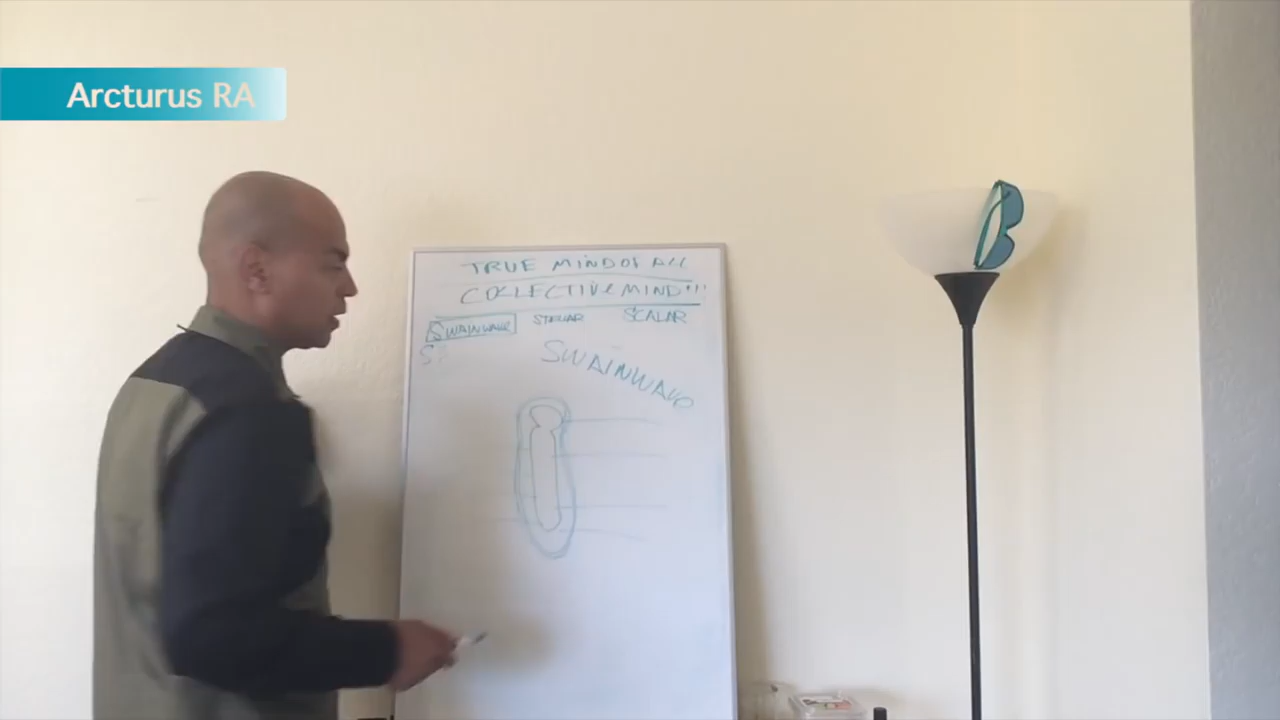 Arcturus RA
TRUE MIND OF ALL
COLLECTIVE MIND!!!
SWAINWAVE STELLAR SCALAR
SWAINWAVE